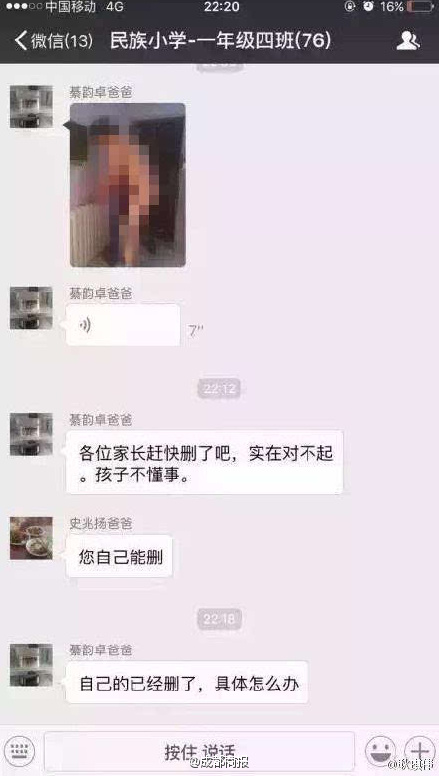 中国移动 4G 22:20 16%
微信(13) 民族小学-一年级四班(76)
綦韵卓爸爸
綦韵卓爸爸
7"
22:12
綦韵卓爸爸
各位家长赶快删了吧，实在对不起
。孩子不懂事。
史兆扬爸爸
您自己能删
22:18
綦韵卓爸爸
自己的已经删了，具体怎么办
按住 说话
@成都商报